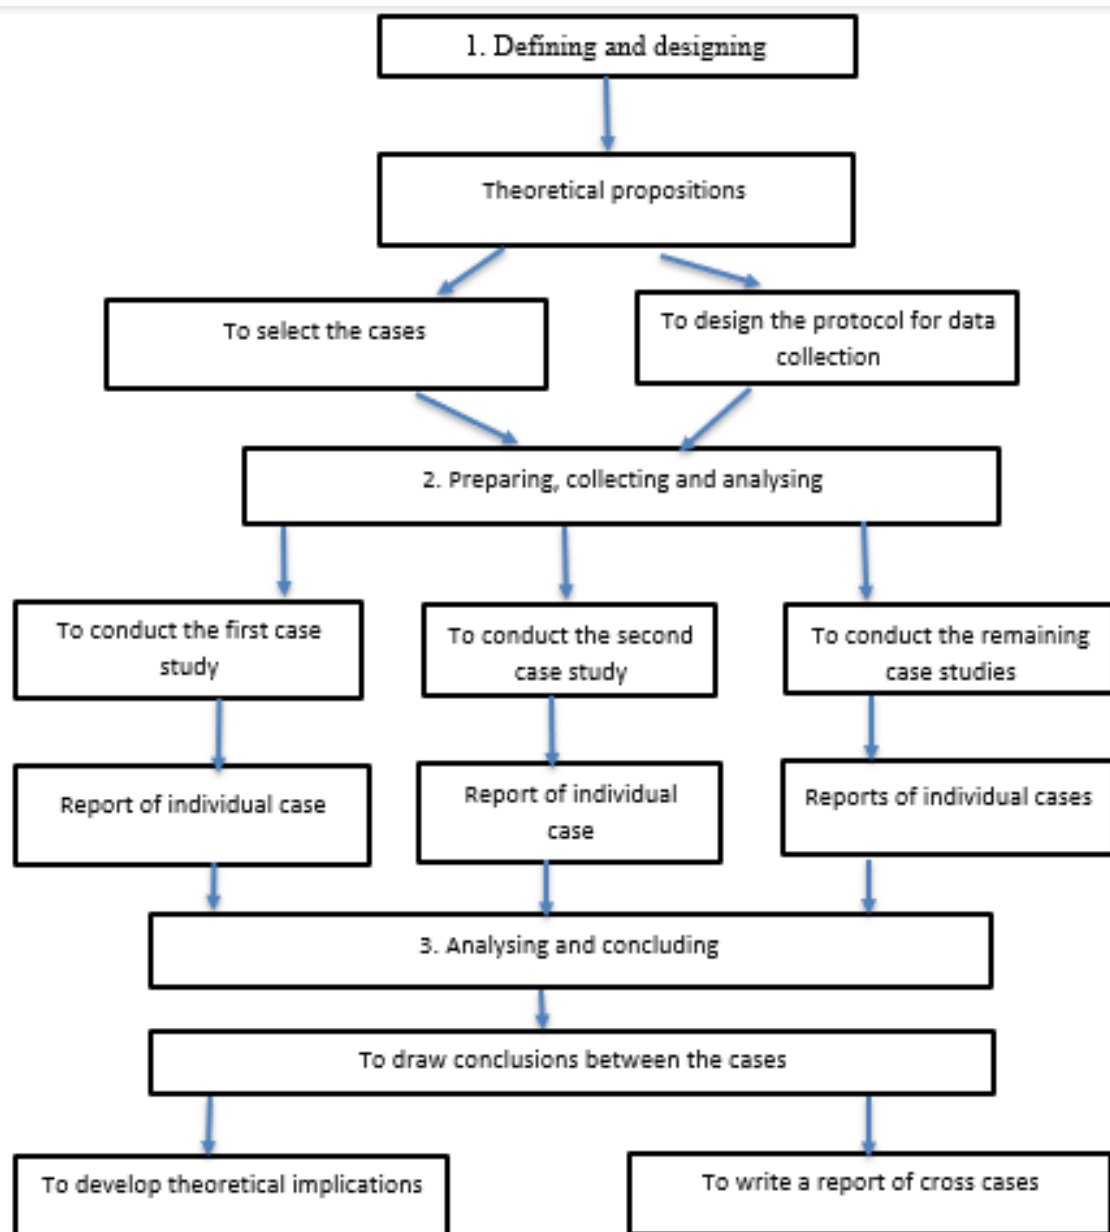 1. Defining and designing
Theoretical propositions
To select the cases
To design the protocol for data
collection
2. Preparing, collecting and analysing
To conduct the first case
study
To conduct the second
case study
To conduct the remaining
case studies
Report of individual case
Report of individual
case
Reports of individual cases
3. Analysing and concluding
To draw conclusions between the cases
To develop theoretical implications
To write a report of cross cases